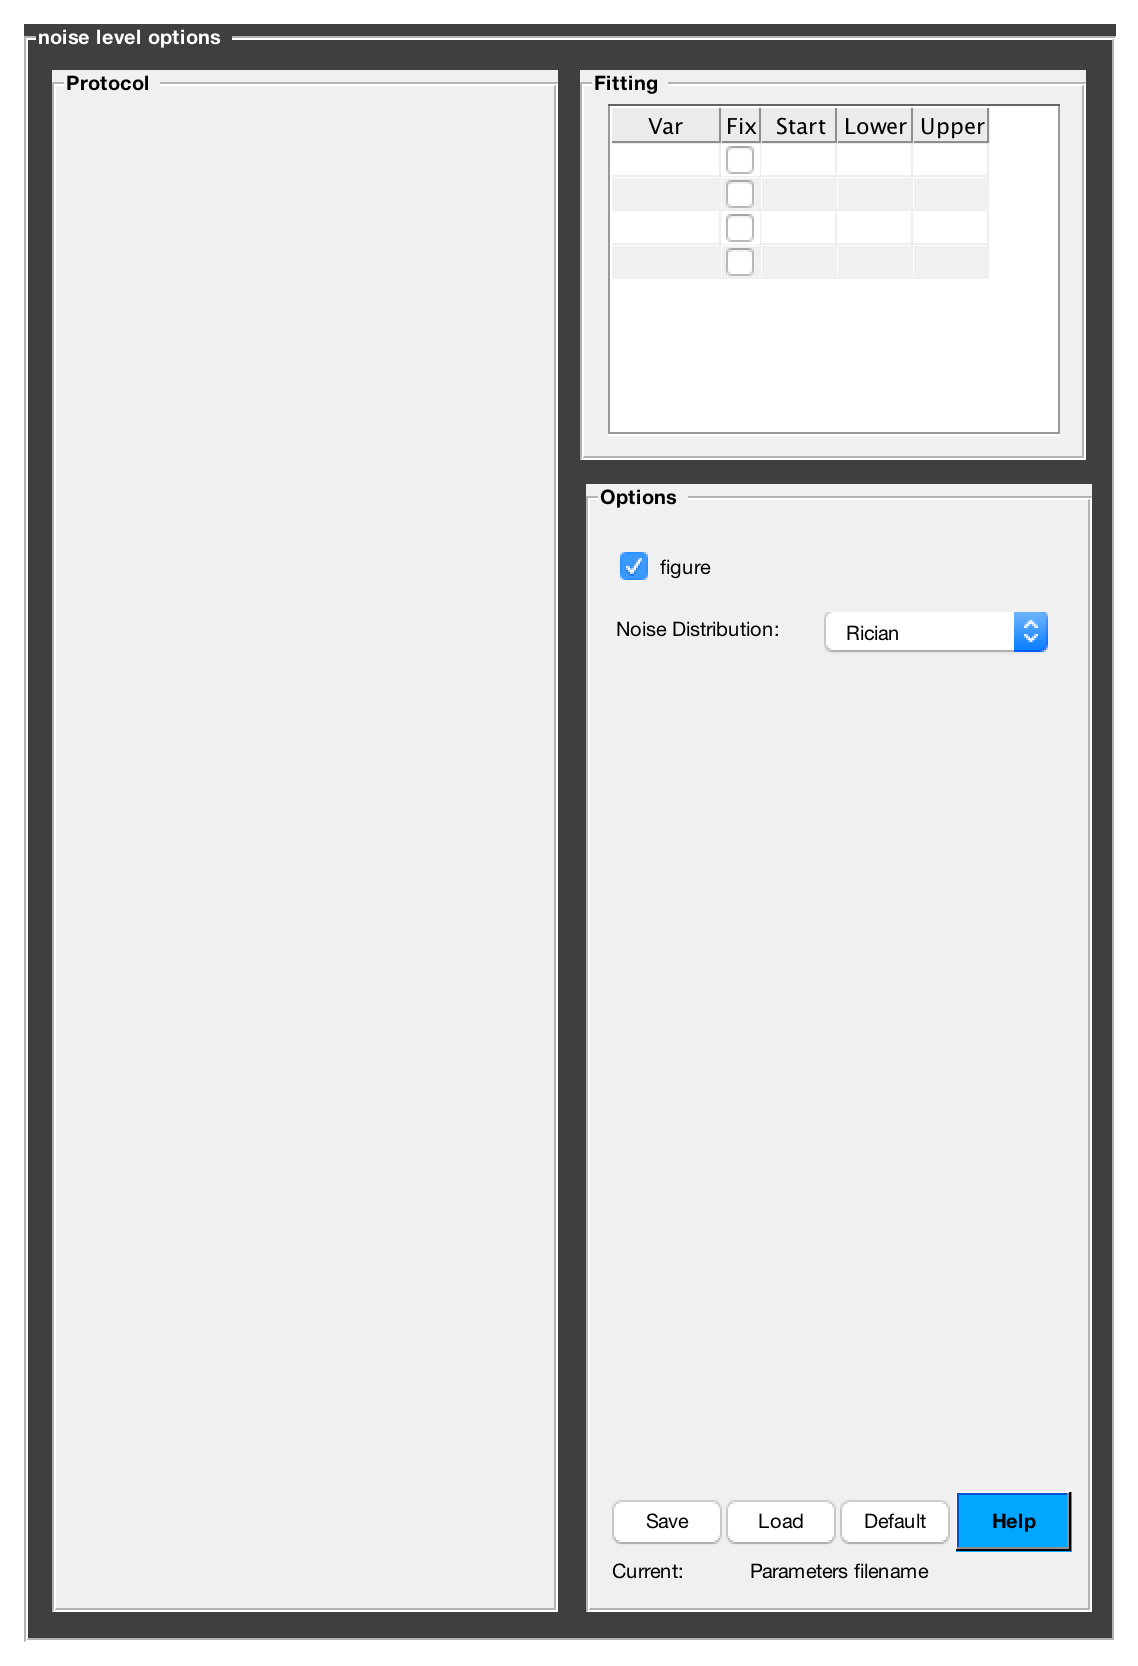 noise level options
Protocol
Fitting
Var Fix Start Lower Upper
Options
figure
Noise Distribution: Rician
Save Load Default Help
Current: Parameters filename